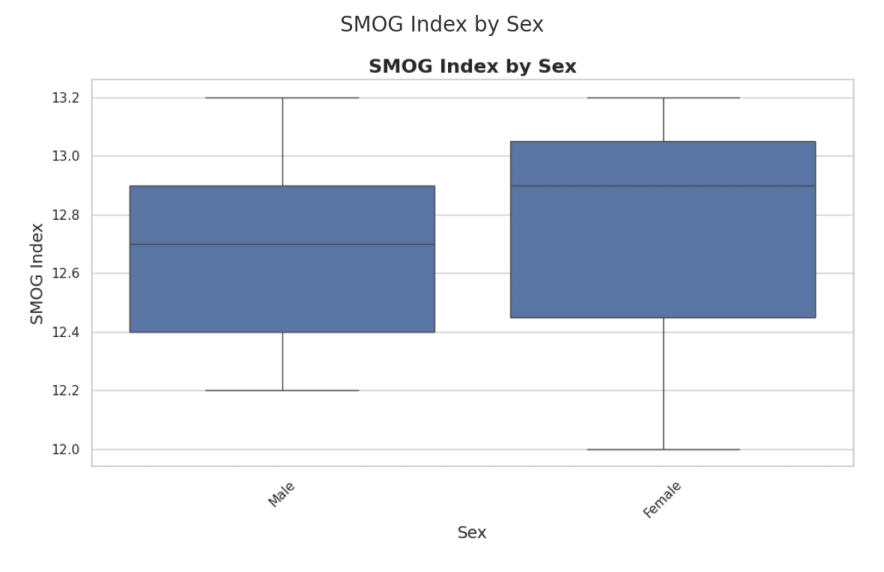 SMOG Index by Sex
SMOG Index by Sex
13.2
13.0
12.8
12.6
12.4
12.2
12.0
SMOG Index
Male
Female
Sex